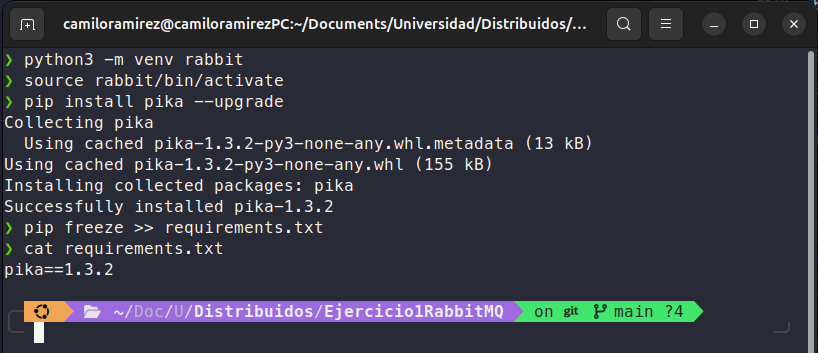 camiloramirez@camiloramirezPC:~/Documents/Universidad/Distribuidos/...
❯ python3 -m venv rabbit
❯ source rabbit/bin/activate
❯ pip install pika --upgrade
Collecting pika
  Using cached pika-1.3.2-py3-none-any.whl.metadata (13 kB)
Using cached pika-1.3.2-py3-none-any.whl (155 kB)
Installing collected packages: pika
Successfully installed pika-1.3.2
❯ pip freeze >> requirements.txt
❯ cat requirements.txt
pika==1.3.2
~/Doc/U/Distribuidos/Ejercicio1RabbitMQ on git main ?4